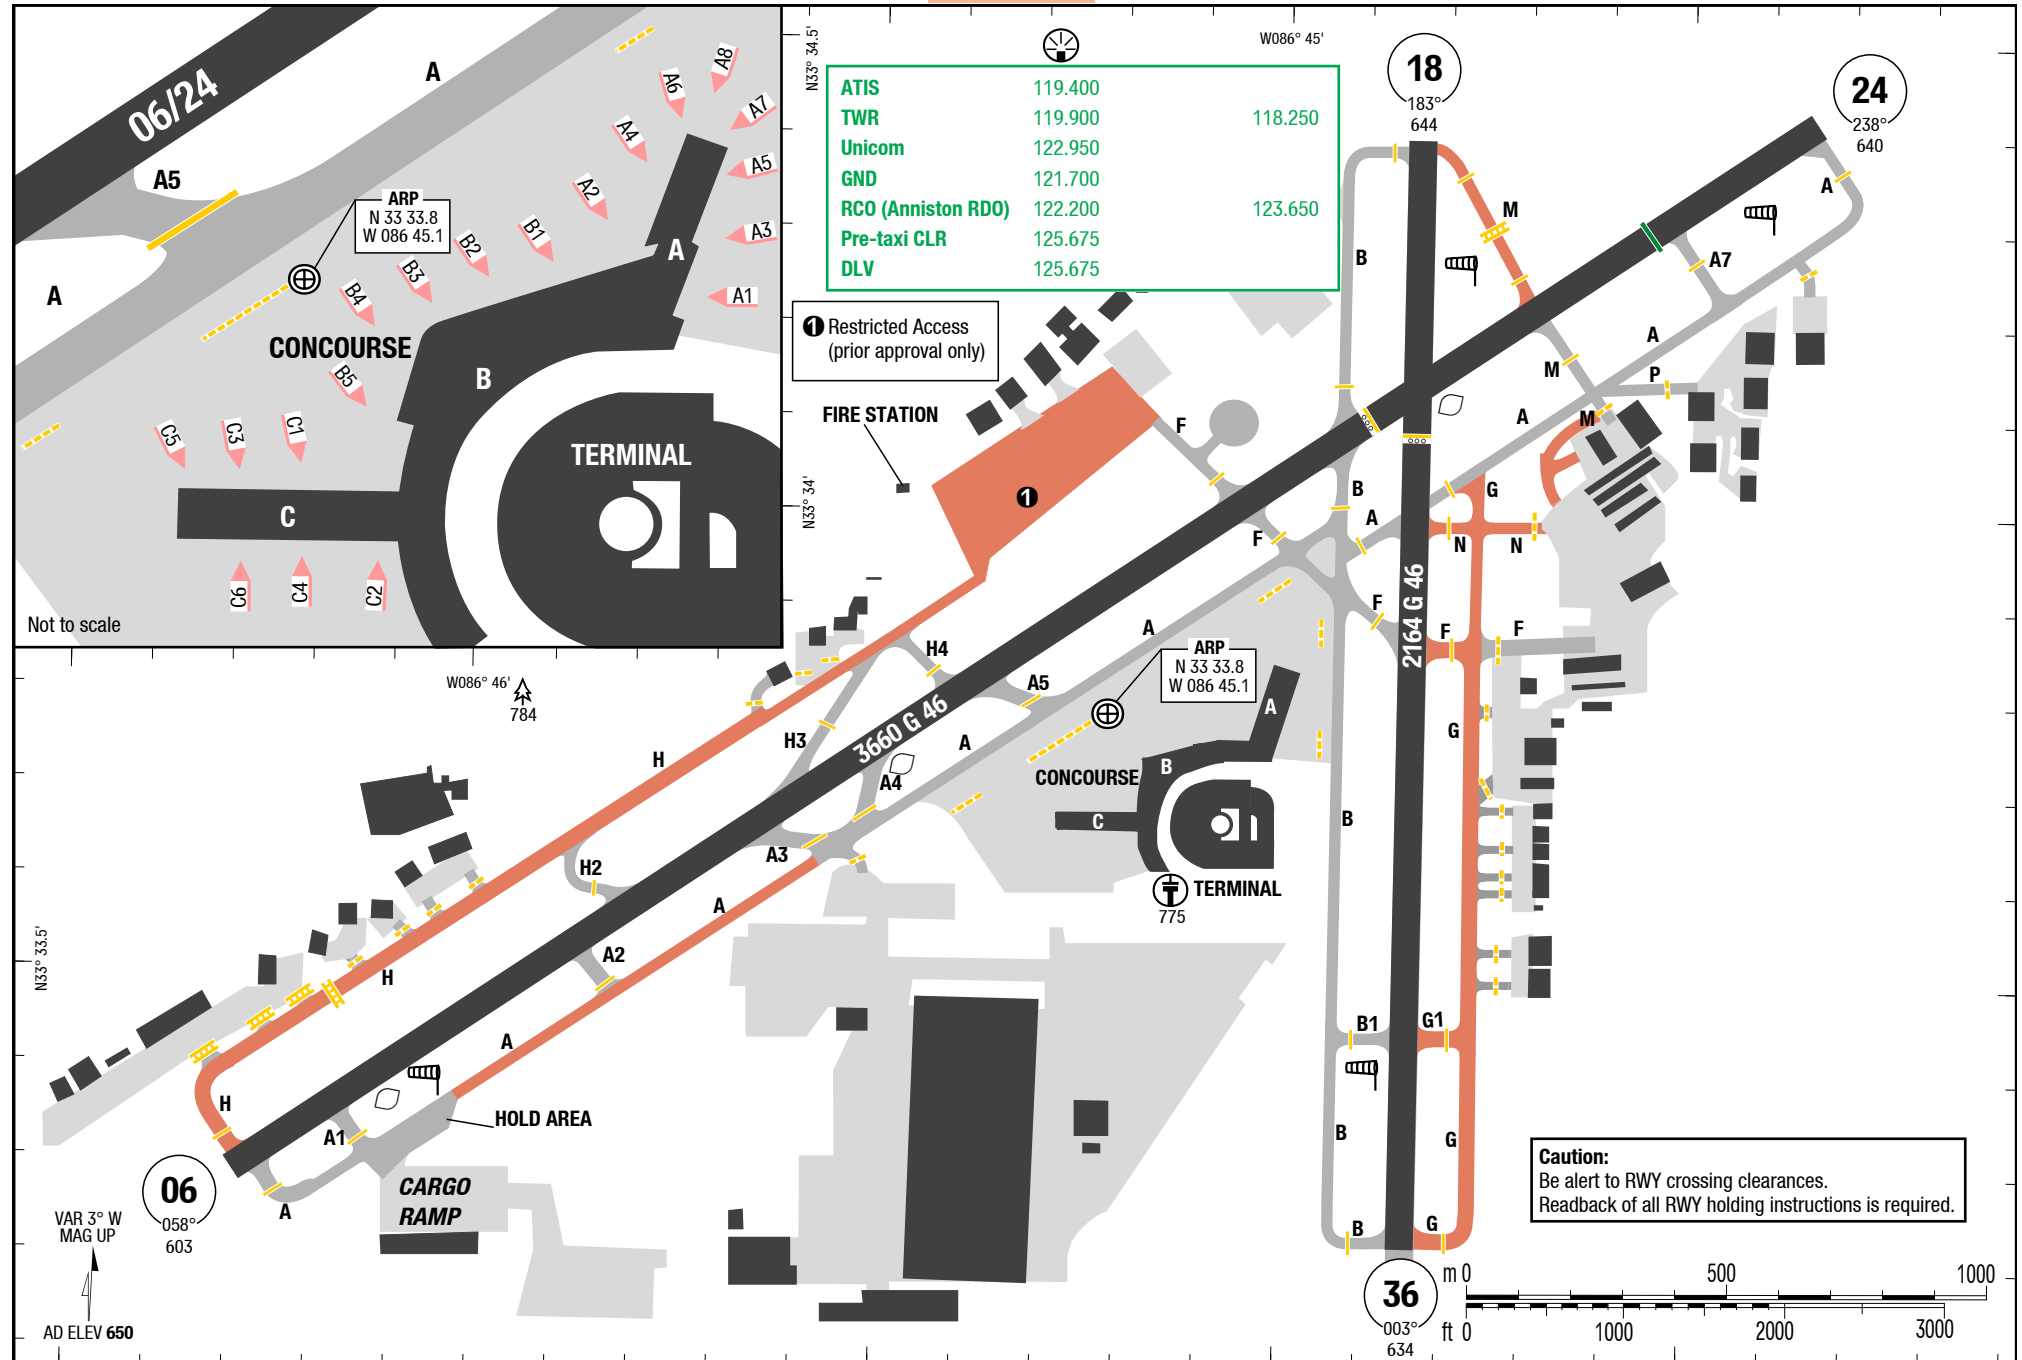 06/24
A
A5
A
ARP
N 33 33.8
W 086 45.1
A8
A6
A7
A4
A5
A2
A3
B1
B2
B3
B4
A1
A
CONCOURSE
B5
B
C5
C3
C1
TERMINAL
C
C6
C4
C2
Not to scale
N33° 34.5'
W086° 45'
ATIS 119.400
TWR 119.900 118.250
Unicom 122.950
GND 121.700
RCO (Anniston RDO) 122.200 123.650
Pre-taxi CLR 125.675
DLV 125.675
1 Restricted Access
(prior approval only)
FIRE STATION
1
N33° 34'
18
183°
644
24
238°
640
A
M
B
A7
A
M
P
A
M
F
B
G
A
F
N
N
F
F
F
2164 G 46
A
H4
ARP
N 33 33.8
W 086 45.1
A5
W086° 46'
784
3660 G 46
A
H3
H
A
G
A4
B
CONCOURSE
C
B
A3
H2
TERMINAL
775
A
N33° 33.5'
A2
H
B1
G1
A
H
HOLD AREA
A1
B
G
06
058°
603
A
CARGO
RAMP
B
G
Caution:
Be alert to RWY crossing clearances.
Readback of all RWY holding instructions is required.
VAR 3° W
MAG UP
AD ELEV 650
36
003°
634
m 0 500 1000
ft 0 1000 2000 3000